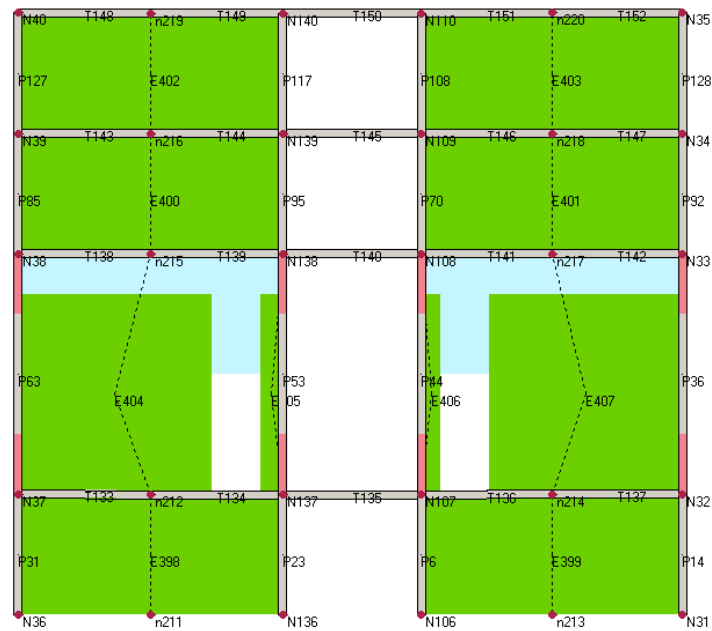 N40 T148 n219 T149 N140 T150 N110 T151 n220 T152 N35
P127 E402 P117 P108 E403 P128
N39 T143 n216 T144 N139 T145 N109 T146 n218 T147 N34
P85 E400 P95 P70 E401 P92
N38 T138 n215 T139 N138 T140 N108 T141 n217 T142 N33
P63 P53 P44 P36
E404 E 05 E406 E407
N37 T133 n212 T134 N137 T135 N107 T136 n214 T137 N32
P31 E398 P23 P6 E399 P14
N36 n211 N136 N106 n213 N31